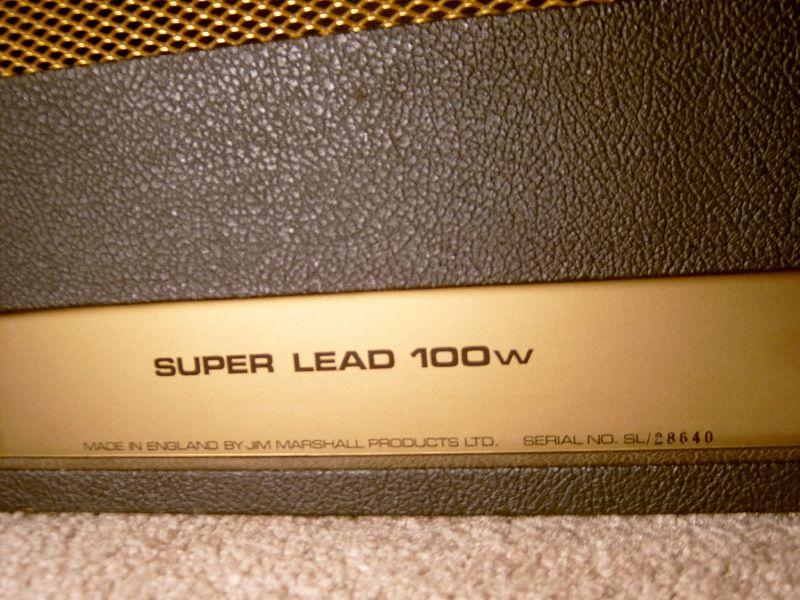 SUPER LEAD 100W
MADE IN ENGLAND BY JIM MARSHALL PRODUCTS LTD. SERIAL NO. SL/28640